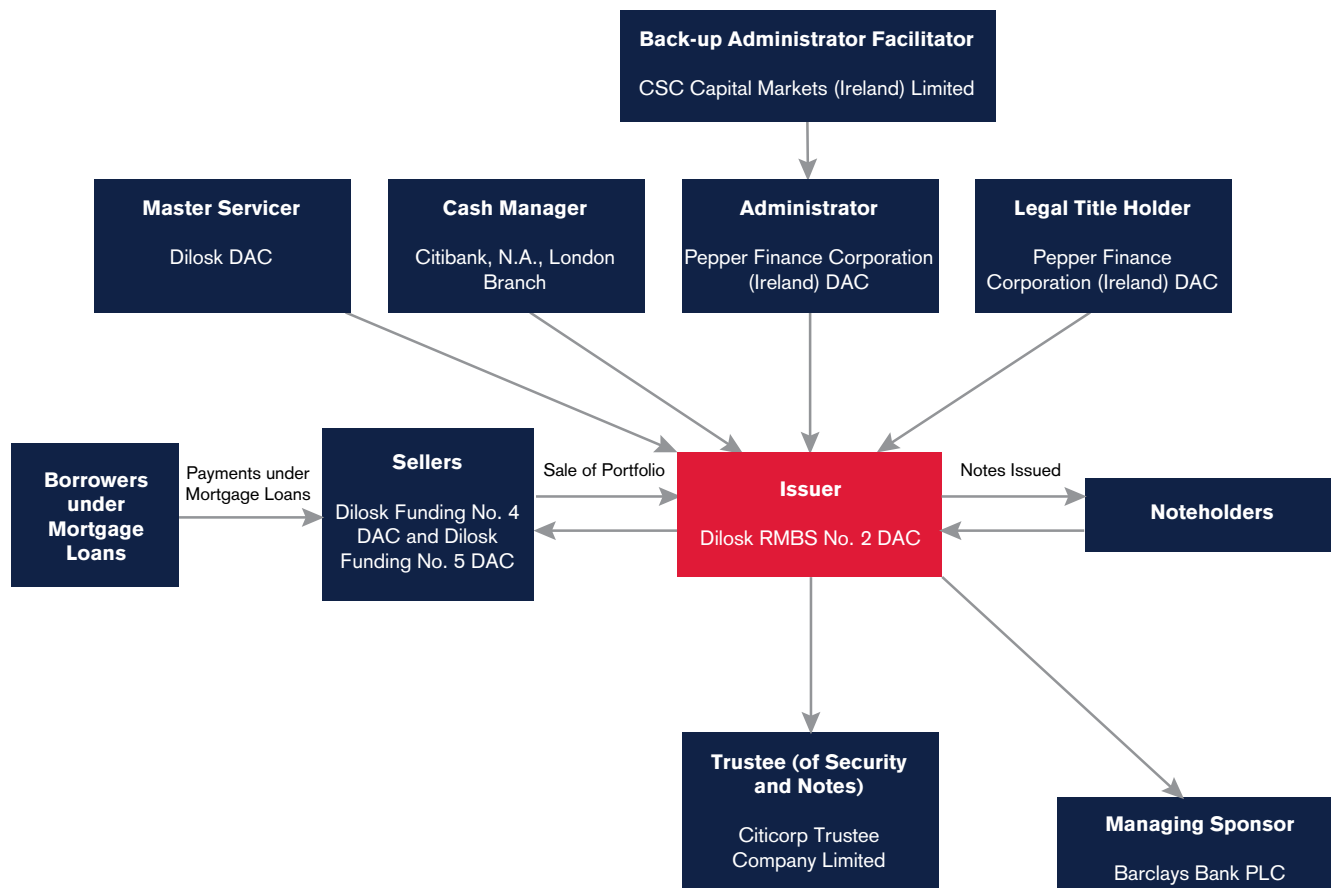 Back-up Administrator Facilitator
CSC Capital Markets (Ireland) Limited
Master Servicer
Dilosk DAC
Cash Manager
Citibank, N.A., London
Branch
Administrator
Pepper Finance Corporation
(Ireland) DAC
Legal Title Holder
Pepper Finance
Corporation (Ireland) DAC
Borrowers
under
Mortgage
Loans
Payments under
Mortgage Loans
Sellers
Dilosk Funding No. 4
DAC and Dilosk
Funding No. 5 DAC
Sale of Portfolio
Issuer
Dilosk RMBS No. 2 DAC
Notes Issued
Noteholders
Trustee (of Security
and Notes)
Citicorp Trustee
Company Limited
Managing Sponsor
Barclays Bank PLC